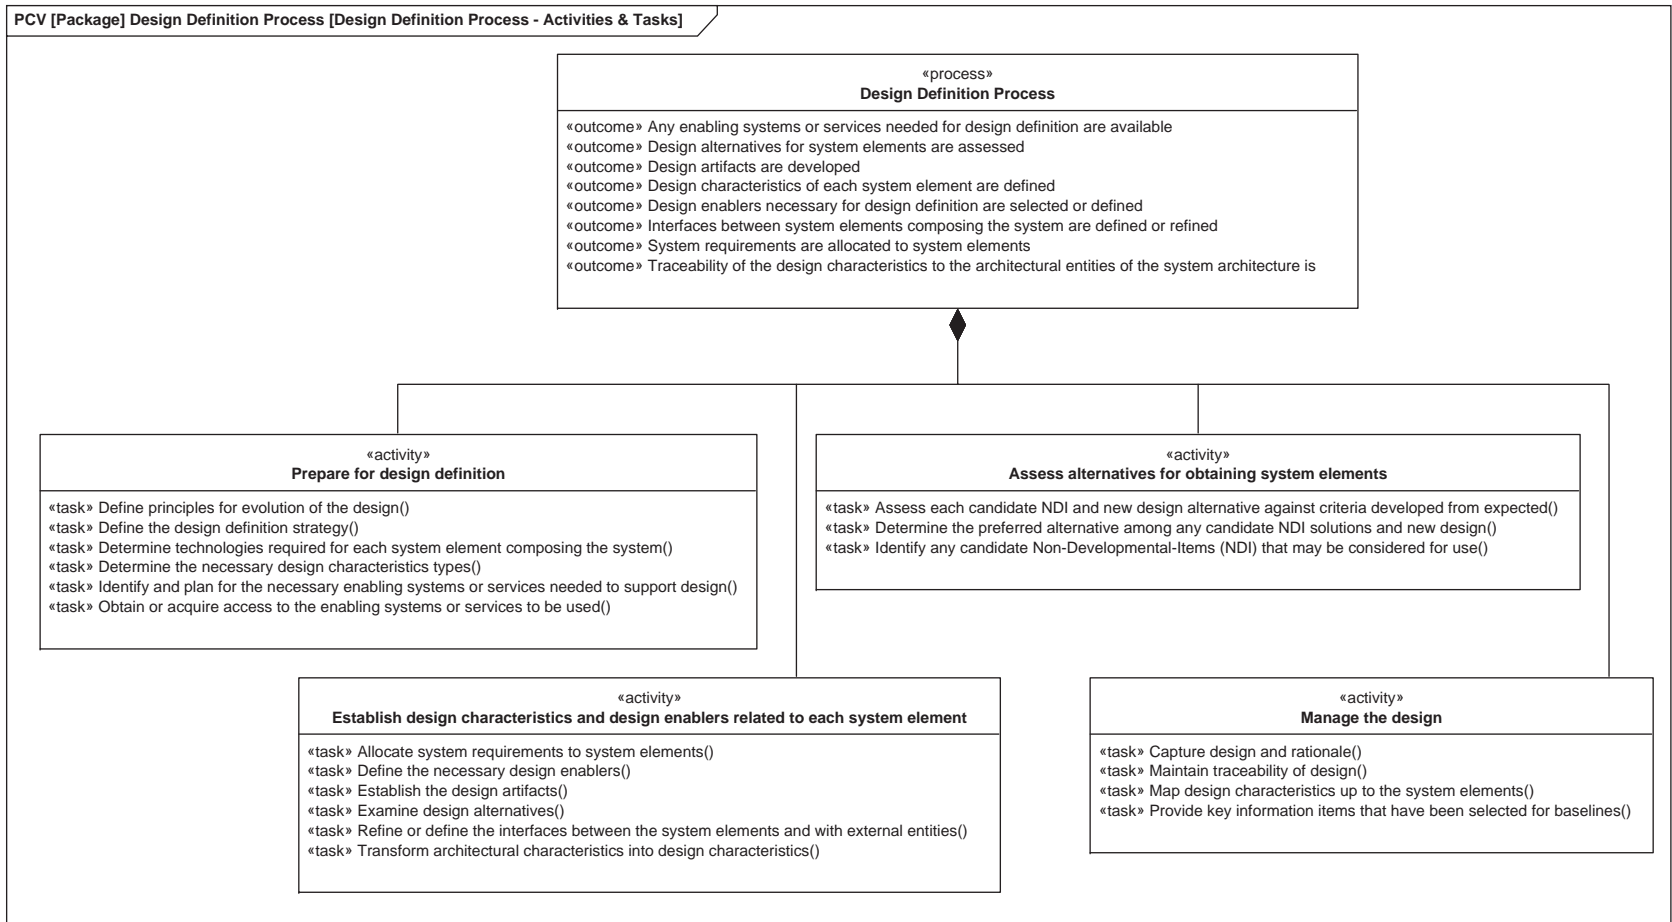 PCV [Package] Design Definition Process [Design Definition Process - Activities & Tasks]
«process»
Design Definition Process
«outcome» Any enabling systems or services needed for design definition are available
«outcome» Design alternatives for system elements are assessed
«outcome» Design artifacts are developed
«outcome» Design characteristics of each system element are defined
«outcome» Design enablers necessary for design definition are selected or defined
«outcome» Interfaces between system elements composing the system are defined or refined
«outcome» System requirements are allocated to system elements
«outcome» Traceability of the design characteristics to the architectural entities of the system architecture is
«activity»
Prepare for design definition
«task» Define principles for evolution of the design()
«task» Define the design definition strategy()
«task» Determine technologies required for each system element composing the system()
«task» Determine the necessary design characteristics types()
«task» Identify and plan for the necessary enabling systems or services needed to support design()
«task» Obtain or acquire access to the enabling systems or services to be used()
«activity»
Assess alternatives for obtaining system elements
«task» Assess each candidate NDI and new design alternative against criteria developed from expected()
«task» Determine the preferred alternative among any candidate NDI solutions and new design()
«task» Identify any candidate Non-Developmental-Items (NDI) that may be considered for use()
«activity»
Establish design characteristics and design enablers related to each system element
«task» Allocate system requirements to system elements()
«task» Define the necessary design enablers()
«task» Establish the design artifacts()
«task» Examine design alternatives()
«task» Refine or define the interfaces between the system elements and with external entities()
«task» Transform architectural characteristics into design characteristics()
«activity»
Manage the design
«task» Capture design and rationale()
«task» Maintain traceability of design()
«task» Map design characteristics up to the system elements()
«task» Provide key information items that have been selected for baselines()